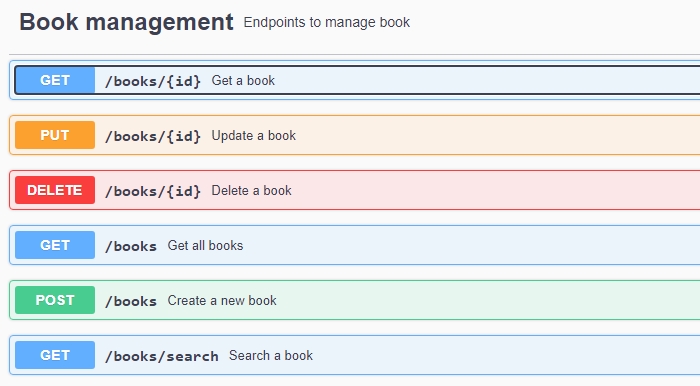 Book management Endpoints to manage book
GET /books/{id} Get a book
PUT /books/{id} Update a book
DELETE /books/{id} Delete a book
GET /books Get all books
POST /books Create a new book
GET /books/search Search a book